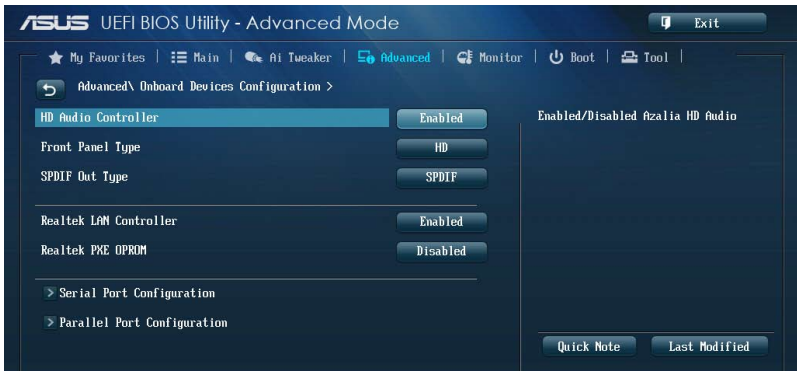 ASUS UEFI BIOS Utility - Advanced Mode
Exit
My Favorites | Main | Ai Tweaker | Advanced | Monitor | Boot | Tool |
Advanced\ Onboard Devices Configuration >
HD Audio Controller Enabled
Enabled/Disabled Azalia HD Audio
Front Panel Type HD
SPDIF Out Type SPDIF
Realtek LAN Controller Enabled
Realtek PXE OPROM Disabled
> Serial Port Configuration
> Parallel Port Configuration
Quick Note Last Modified